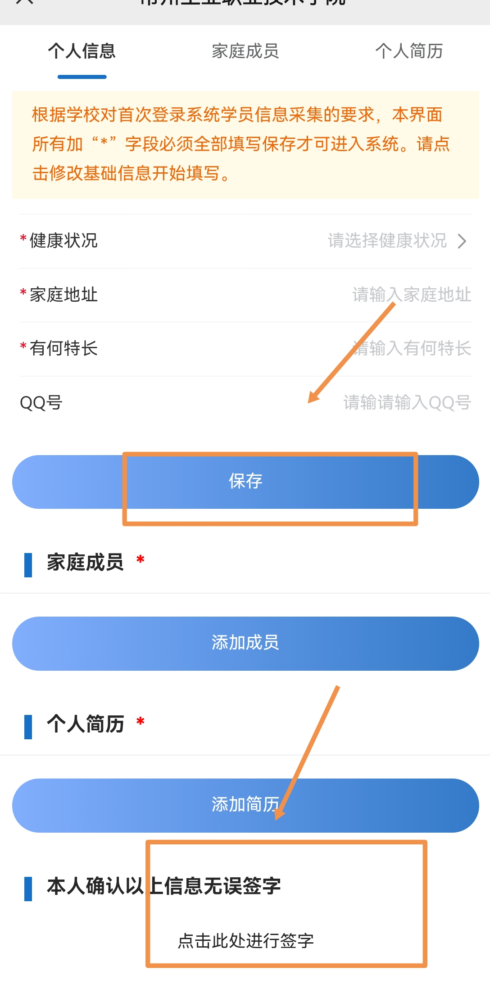 个人信息 家庭成员 个人简历
根据学校对首次登录系统学员信息采集的要求，本界面
所有加“*”字段必须全部填写保存才可进入系统。请点
击修改基础信息开始填写。
*健康状况 请选择健康状况
*家庭地址 请输入家庭地址
*有何特长 请输入有何特长
QQ号 请输请输入QQ号
保存
家庭成员 *
添加成员
个人简历 *
添加简历
本人确认以上信息无误签字
点击此处进行签字